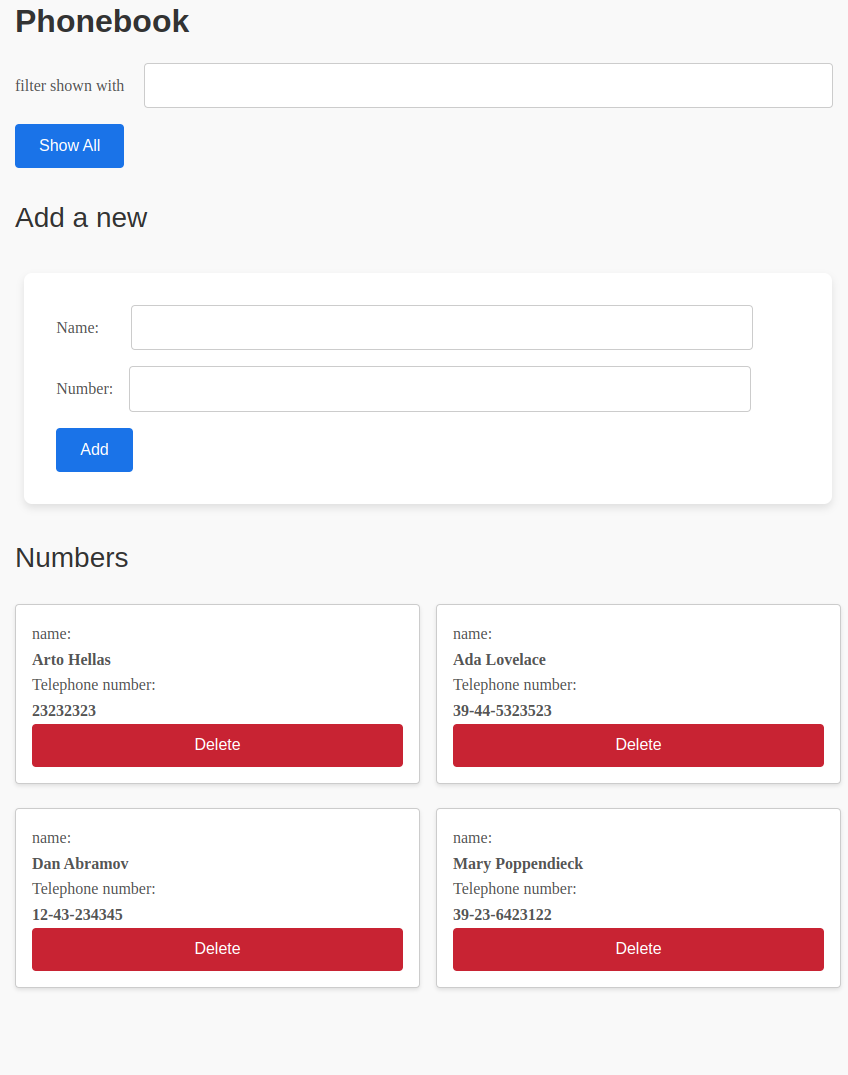 Phonebook
filter shown with
Show All
Add a new
Name:
Number:
Add
Numbers
name:
Arto Hellas
Telephone number:
23232323
Delete
name:
Ada Lovelace
Telephone number:
39-44-5323523
Delete
name:
Dan Abramov
Telephone number:
12-43-234345
Delete
name:
Mary Poppendieck
Telephone number:
39-23-6423122
Delete